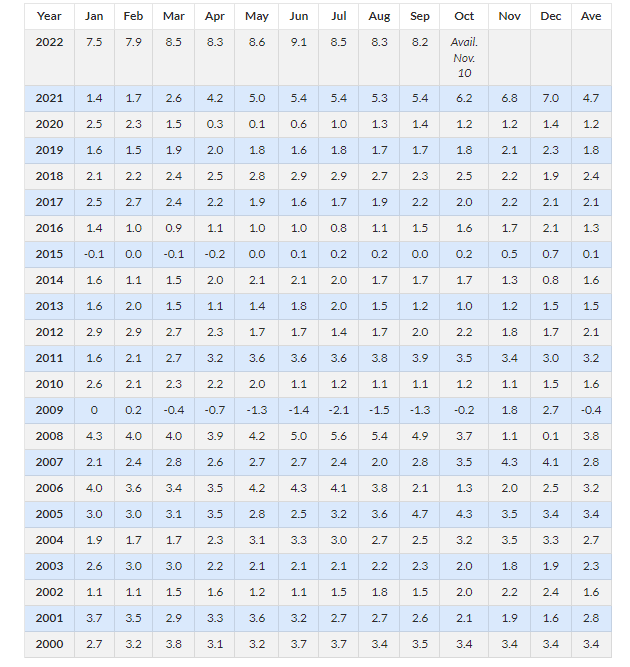 Year Jan Feb Mar Apr May Jun Jul Aug Sep Oct Nov Dec Ave
2022 7.5 7.9 8.5 8.3 8.6 9.1 8.5 8.3 8.2 Avail.
Nov.
10
2021 1.4 1.7 2.6 4.2 5.0 5.4 5.4 5.3 5.4 6.2 6.8 7.0 4.7
2020 2.5 2.3 1.5 0.3 0.1 0.6 1.0 1.3 1.4 1.2 1.2 1.4 1.2
2019 1.6 1.5 1.9 2.0 1.8 1.6 1.8 1.7 1.7 1.8 2.1 2.3 1.8
2018 2.1 2.2 2.4 2.5 2.8 2.9 2.9 2.7 2.3 2.5 2.2 1.9 2.4
2017 2.5 2.7 2.4 2.2 1.9 1.6 1.7 1.9 2.2 2.0 2.2 2.1 2.1
2016 1.4 1.0 0.9 1.1 1.0 1.0 0.8 1.1 1.5 1.6 1.7 2.1 1.3
2015 -0.1 0.0 -0.1 -0.2 0.0 0.1 0.2 0.2 0.0 0.2 0.5 0.7 0.1
2014 1.6 1.1 1.5 2.0 2.1 2.1 2.0 1.7 1.7 1.7 1.3 0.8 1.6
2013 1.6 2.0 1.5 1.1 1.4 1.8 2.0 1.5 1.2 1.0 1.2 1.5 1.5
2012 2.9 2.9 2.7 2.3 1.7 1.7 1.4 1.7 2.0 2.2 1.8 1.7 2.1
2011 1.6 2.1 2.7 3.2 3.6 3.6 3.6 3.8 3.9 3.5 3.4 3.0 3.2
2010 2.6 2.1 2.3 2.2 2.0 1.1 1.2 1.1 1.1 1.2 1.1 1.5 1.6
2009 0 0.2 -0.4 -0.7 -1.3 -1.4 -2.1 -1.5 -1.3 -0.2 1.8 2.7 -0.4
2008 4.3 4.0 4.0 3.9 4.2 5.0 5.6 5.4 4.9 3.7 1.1 0.1 3.8
2007 2.1 2.4 2.8 2.6 2.7 2.7 2.4 2.0 2.8 3.5 4.3 4.1 2.8
2006 4.0 3.6 3.4 3.5 4.2 4.3 4.1 3.8 2.1 1.3 2.0 2.5 3.2
2005 3.0 3.0 3.1 3.5 2.8 2.5 3.2 3.6 4.7 4.3 3.5 3.4 3.4
2004 1.9 1.7 1.7 2.3 3.1 3.3 3.0 2.7 2.5 3.2 3.5 3.3 2.7
2003 2.6 3.0 3.0 2.2 2.1 2.1 2.1 2.2 2.3 2.0 1.8 1.9 2.3
2002 1.1 1.1 1.5 1.6 1.2 1.1 1.5 1.8 1.5 2.0 2.2 2.4 1.6
2001 3.7 3.5 2.9 3.3 3.6 3.2 2.7 2.7 2.6 2.1 1.9 1.6 2.8
2000 2.7 3.2 3.8 3.1 3.2 3.7 3.7 3.4 3.5 3.4 3.4 3.4 3.4